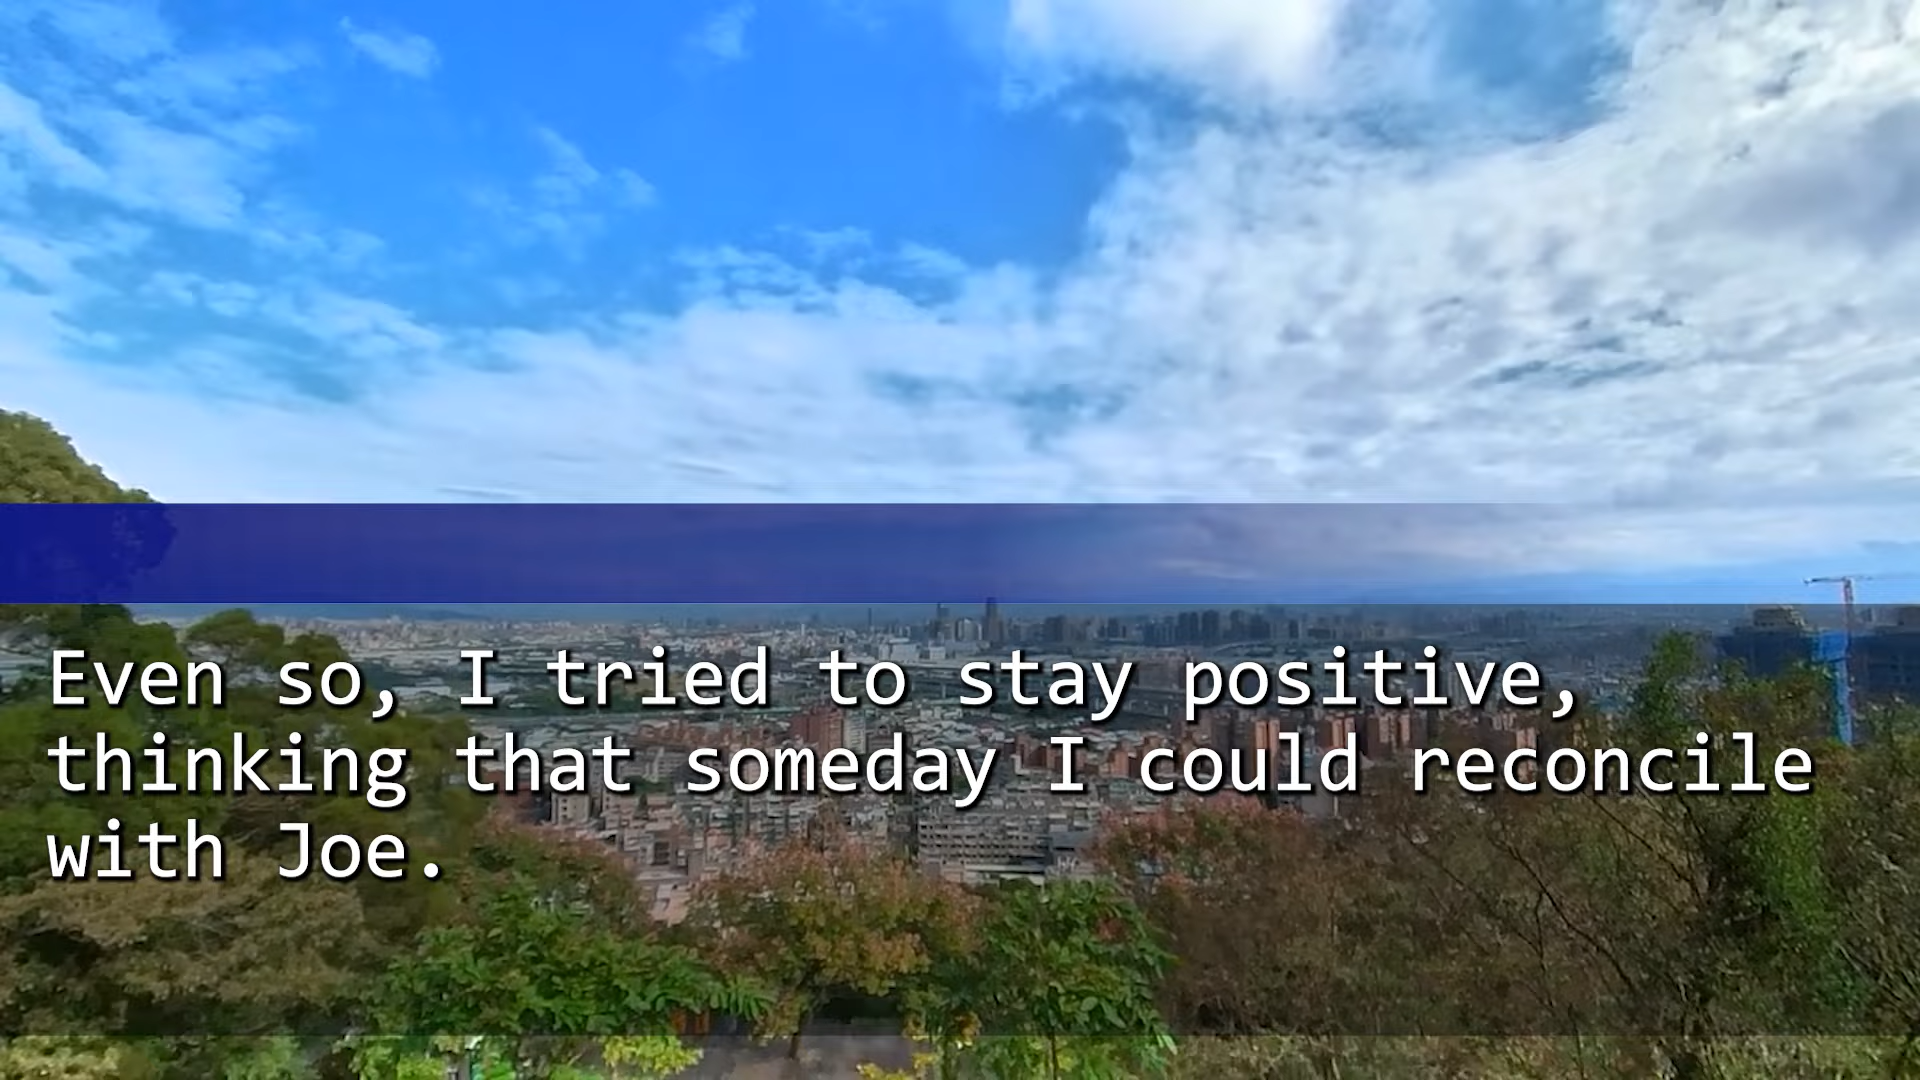 Even so, I tried to stay positive,
thinking that someday I could reconcile
with Joe.